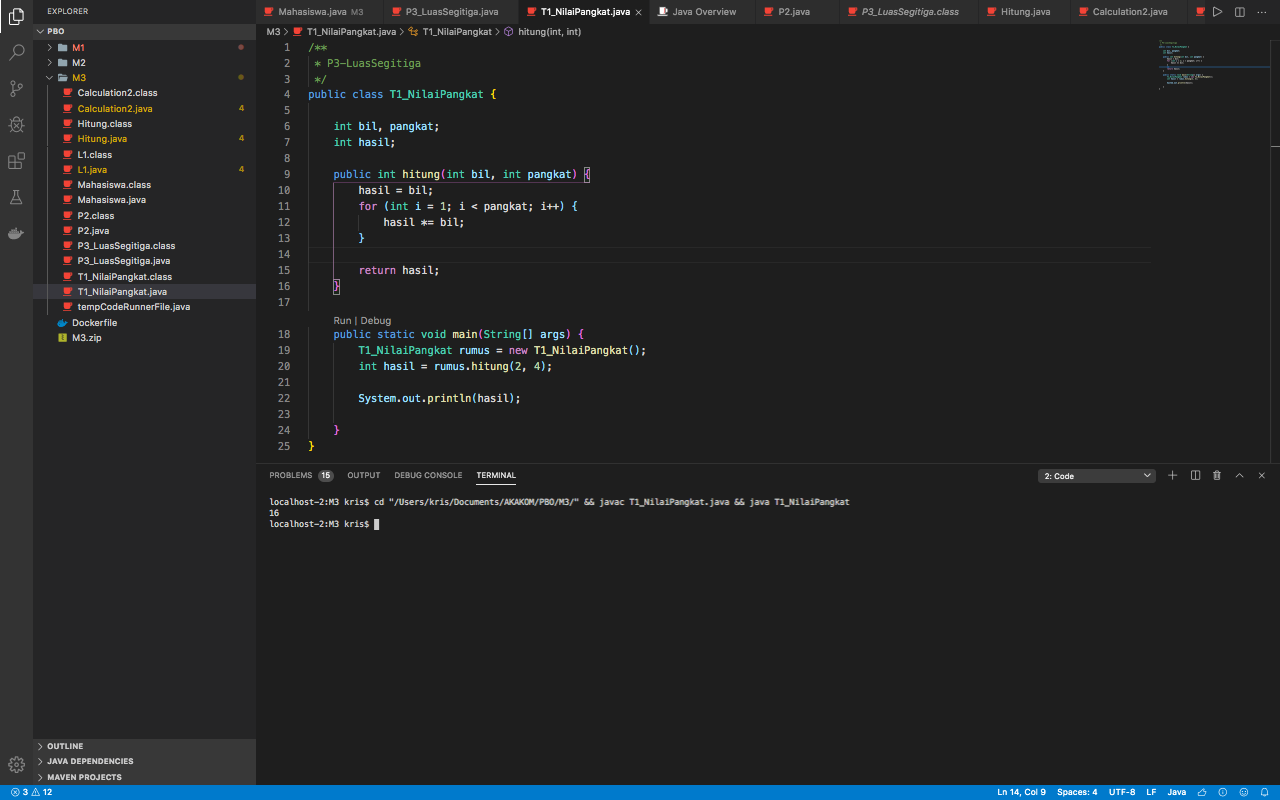 EXPLORER
Mahasiswa.java M3
P3_LuasSegitiga.java
T1_NilaiPangkat.java
Java Overview
P2.java
P3_LuasSegitiga.class
Hitung.java
Calculation2.java
PBO
M1
M2
M3
Calculation2.class
Calculation2.java 4
Hitung.class
Hitung.java 4
L1.class
L1.java 4
Mahasiswa.class
Mahasiswa.java
P2.class
P2.java
P3_LuasSegitiga.class
P3_LuasSegitiga.java
T1_NilaiPangkat.class
T1_NilaiPangkat.java
tempCodeRunnerFile.java
Dockerfile
M3.zip
OUTLINE
JAVA DEPENDENCIES
MAVEN PROJECTS
M3 > T1_NilaiPangkat.java > T1_NilaiPangkat > hitung(int, int)
1 /**
2 * P3-LuasSegitiga
3 */
4 public class T1_NilaiPangkat {
5
6 int bil, pangkat;
7 int hasil;
8
9 public int hitung(int bil, int pangkat) {
10 hasil = bil;
11 for (int i = 1; i < pangkat; i++) {
12 hasil *= bil;
13 }
14
15 return hasil;
16 }
17
Run | Debug
18 public static void main(String[] args) {
19 T1_NilaiPangkat rumus = new T1_NilaiPangkat();
20 int hasil = rumus.hitung(2, 4);
21
22 System.out.println(hasil);
23
24 }
25 }
PROBLEMS 15 OUTPUT DEBUG CONSOLE TERMINAL 2: Code
localhost-2:M3 kris$ cd "/Users/kris/Documents/AKAKOM/PBO/M3/" && javac T1_NilaiPangkat.java && java T1_NilaiPangkat
16
localhost-2:M3 kris$
3 12 Ln 14, Col 9 Spaces: 4 UTF-8 LF Java